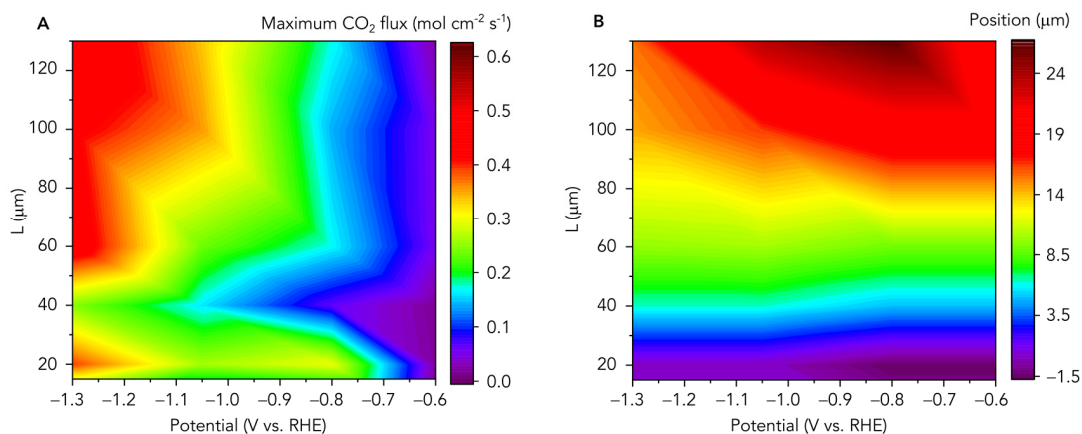 A
Maximum CO₂ flux (mol cm⁻² s⁻¹)
L (μm)
120
100
80
60
40
20
−1.3 −1.2 −1.1 −1.0 −0.9 −0.8 −0.7 −0.6
Potential (V vs. RHE)
0.6
0.5
0.4
0.3
0.2
0.1
0.0
B
Position (μm)
L (μm)
120
100
80
60
40
20
−1.3 −1.2 −1.1 −1.0 −0.9 −0.8 −0.7 −0.6
Potential (V vs. RHE)
24
19
14
8.5
3.5
−1.5